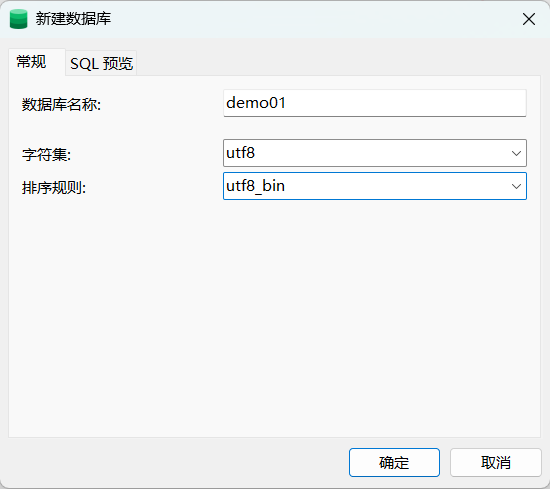 新建数据库
常规 SQL 预览
数据库名称: demo01
字符集: utf8
排序规则: utf8_bin
确定 取消